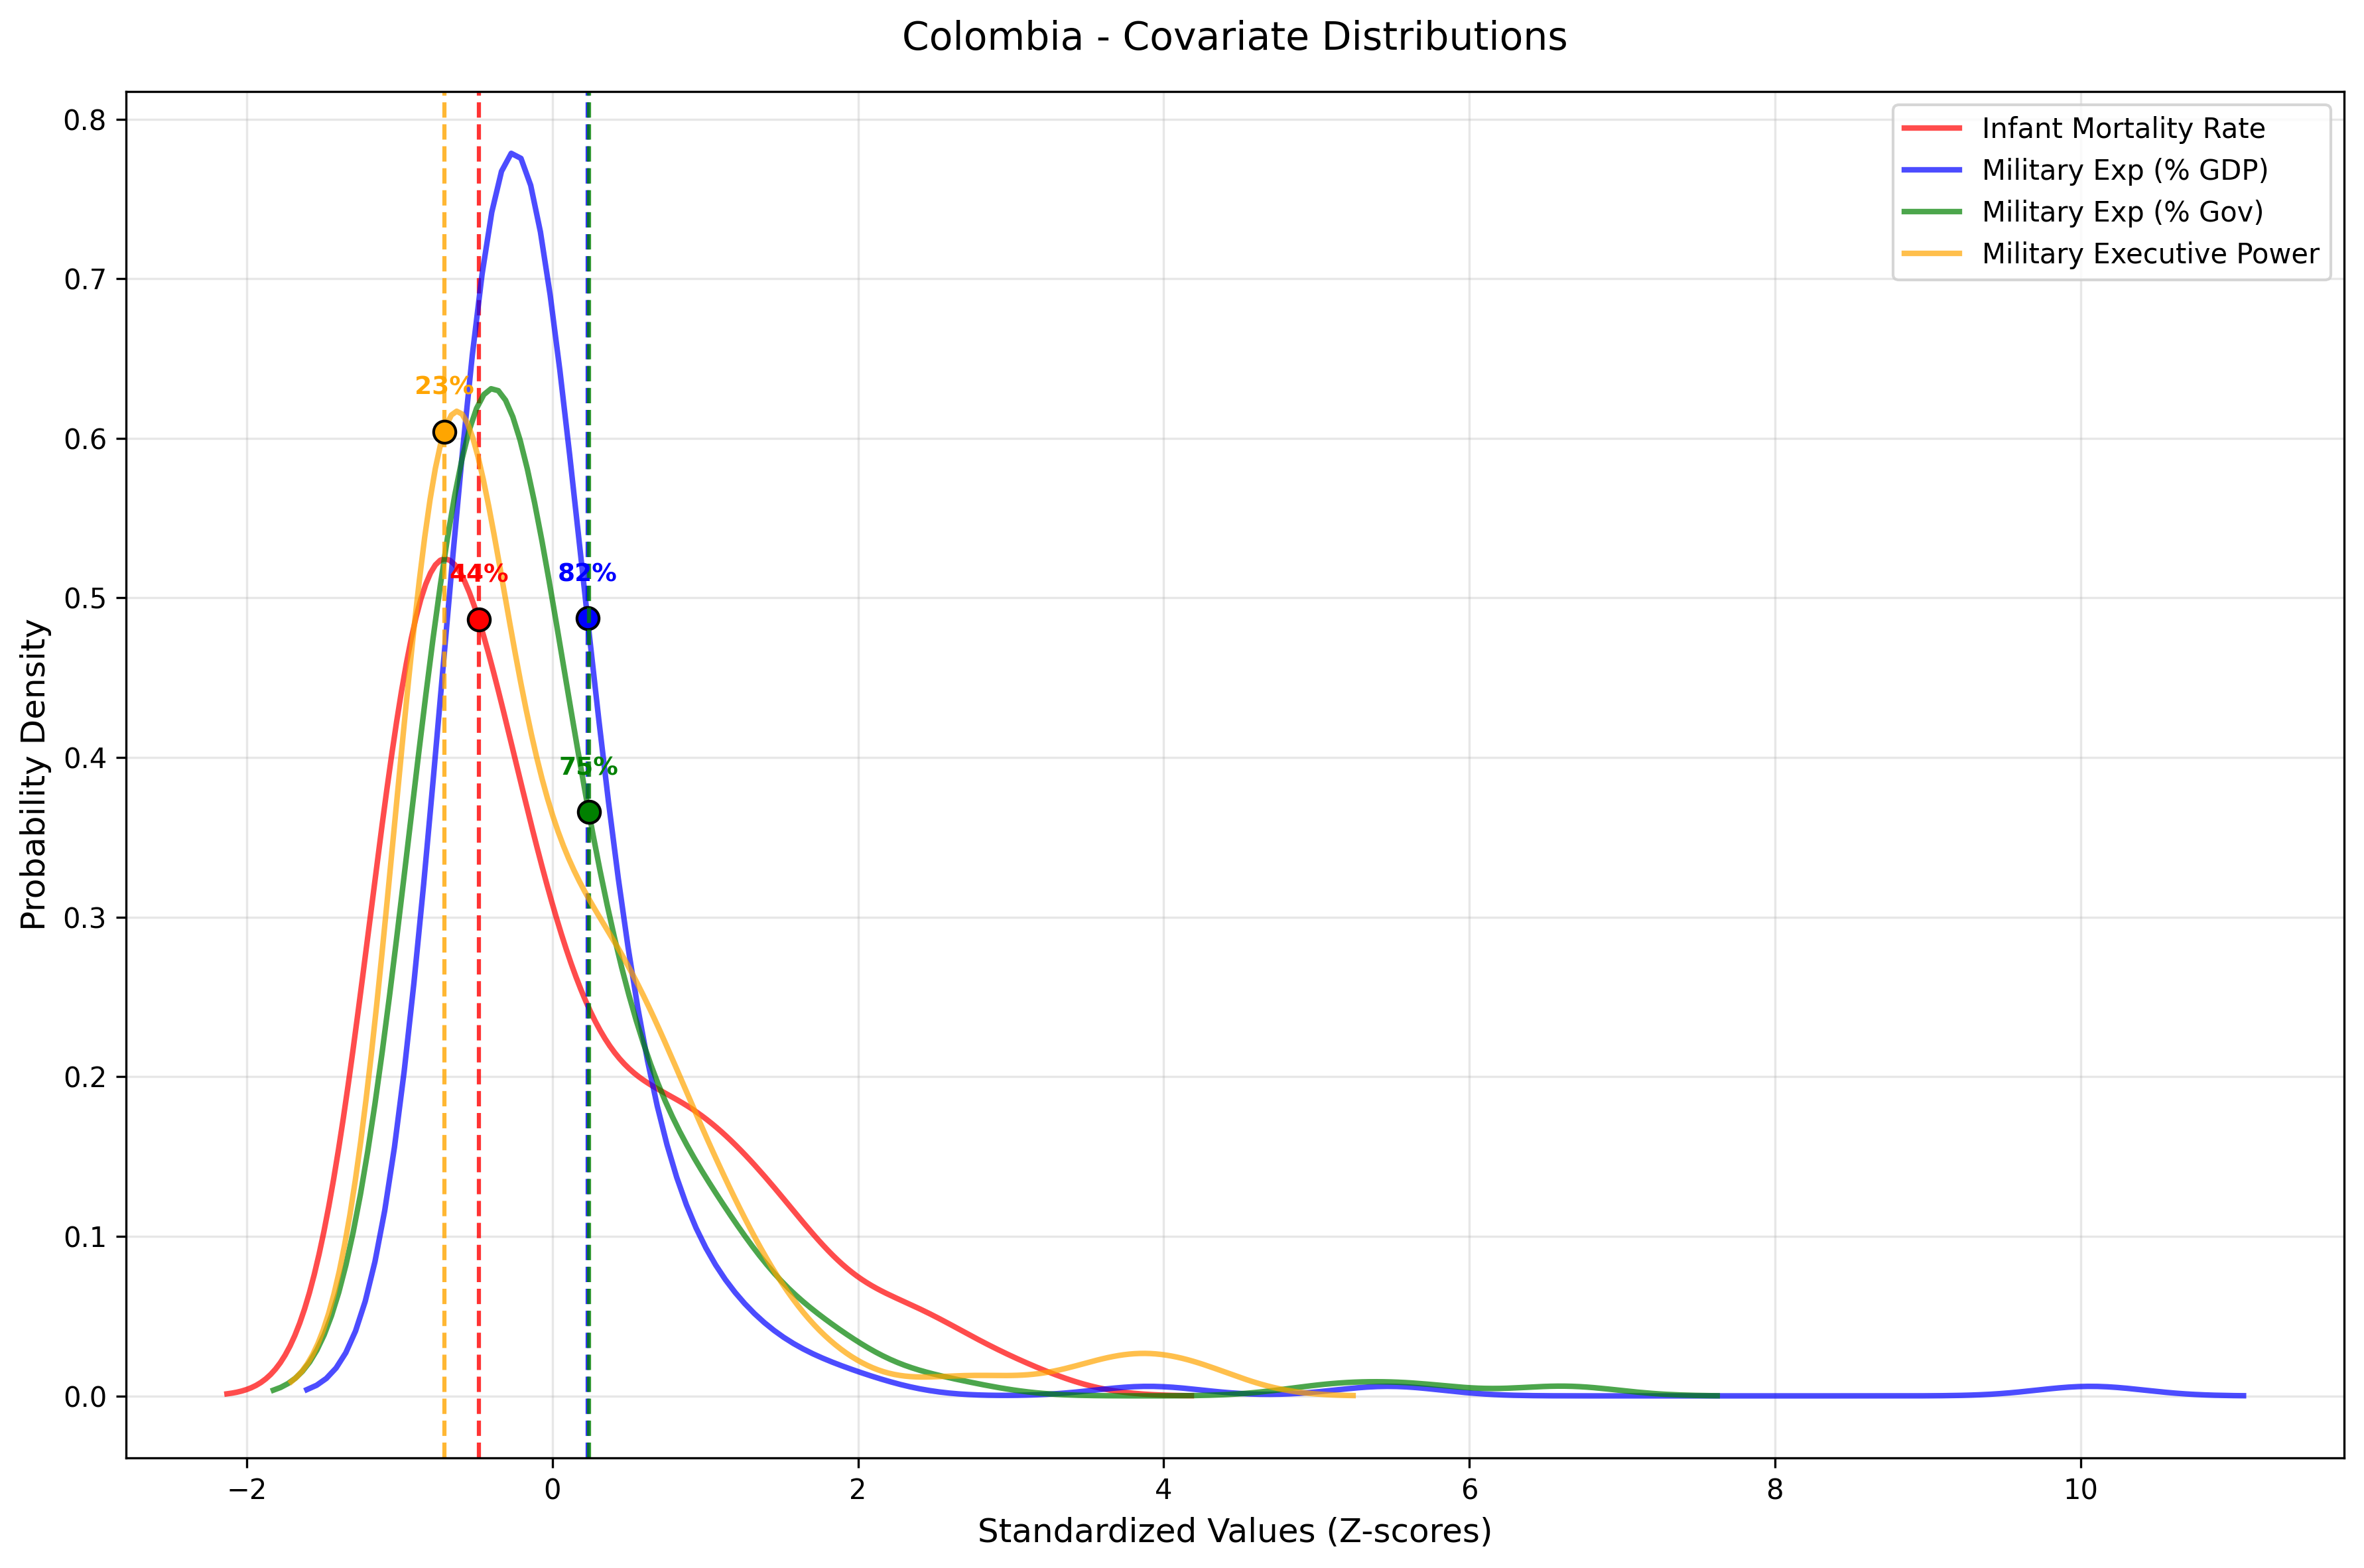 Colombia - Covariate Distributions
Infant Mortality Rate
Military Exp (% GDP)
Military Exp (% Gov)
Military Executive Power
Probability Density
0.8
0.7
0.6
0.5
0.4
0.3
0.2
0.1
0.0
23%
44%
82%
75%
−2
0
2
4
6
8
10
Standardized Values (Z-scores)